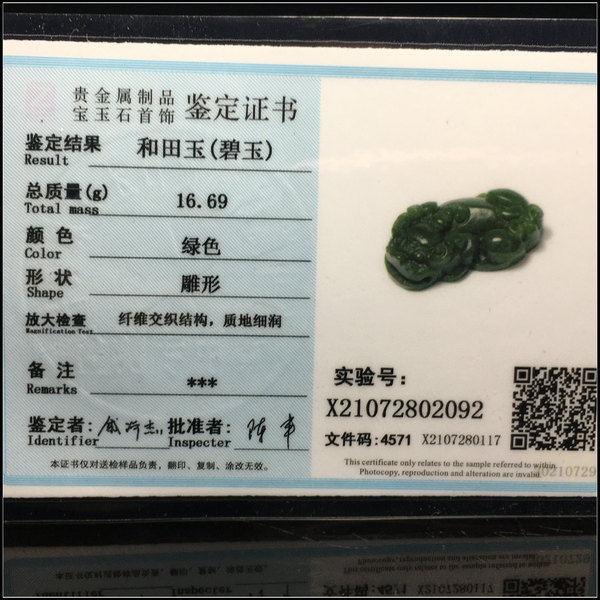 贵金属制品
宝玉石首饰 鉴定证书
鉴定结果 和田玉(碧玉)
Result
总质量(g) 16.69
Total mass
颜色 绿色
Color
形状 雕形
Shape
放大检查 纤维交织结构，质地细润
Magnification Test
备注 ***
Remarks
鉴定者: 批准者:
Identifier Inspector
本证书仅对送检样品负责，翻印、复制、涂改无效。
实验号:
X21072802092
文件码:4571 X2107280117
This certificate only relates to the sample referred to within.
Photocopy, reproduction and alteration are invalid.